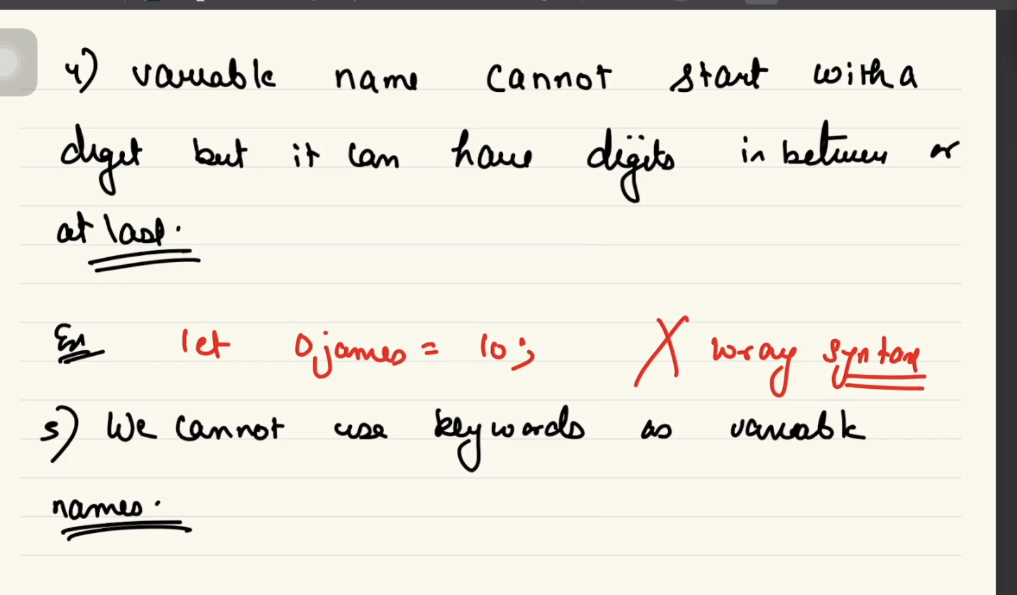 4) variable name cannot start with a
digit but it can have digits in between or
at last.
Ex let 0james = 10; X wrong syntax
5) We cannot use keywords as variable
names.